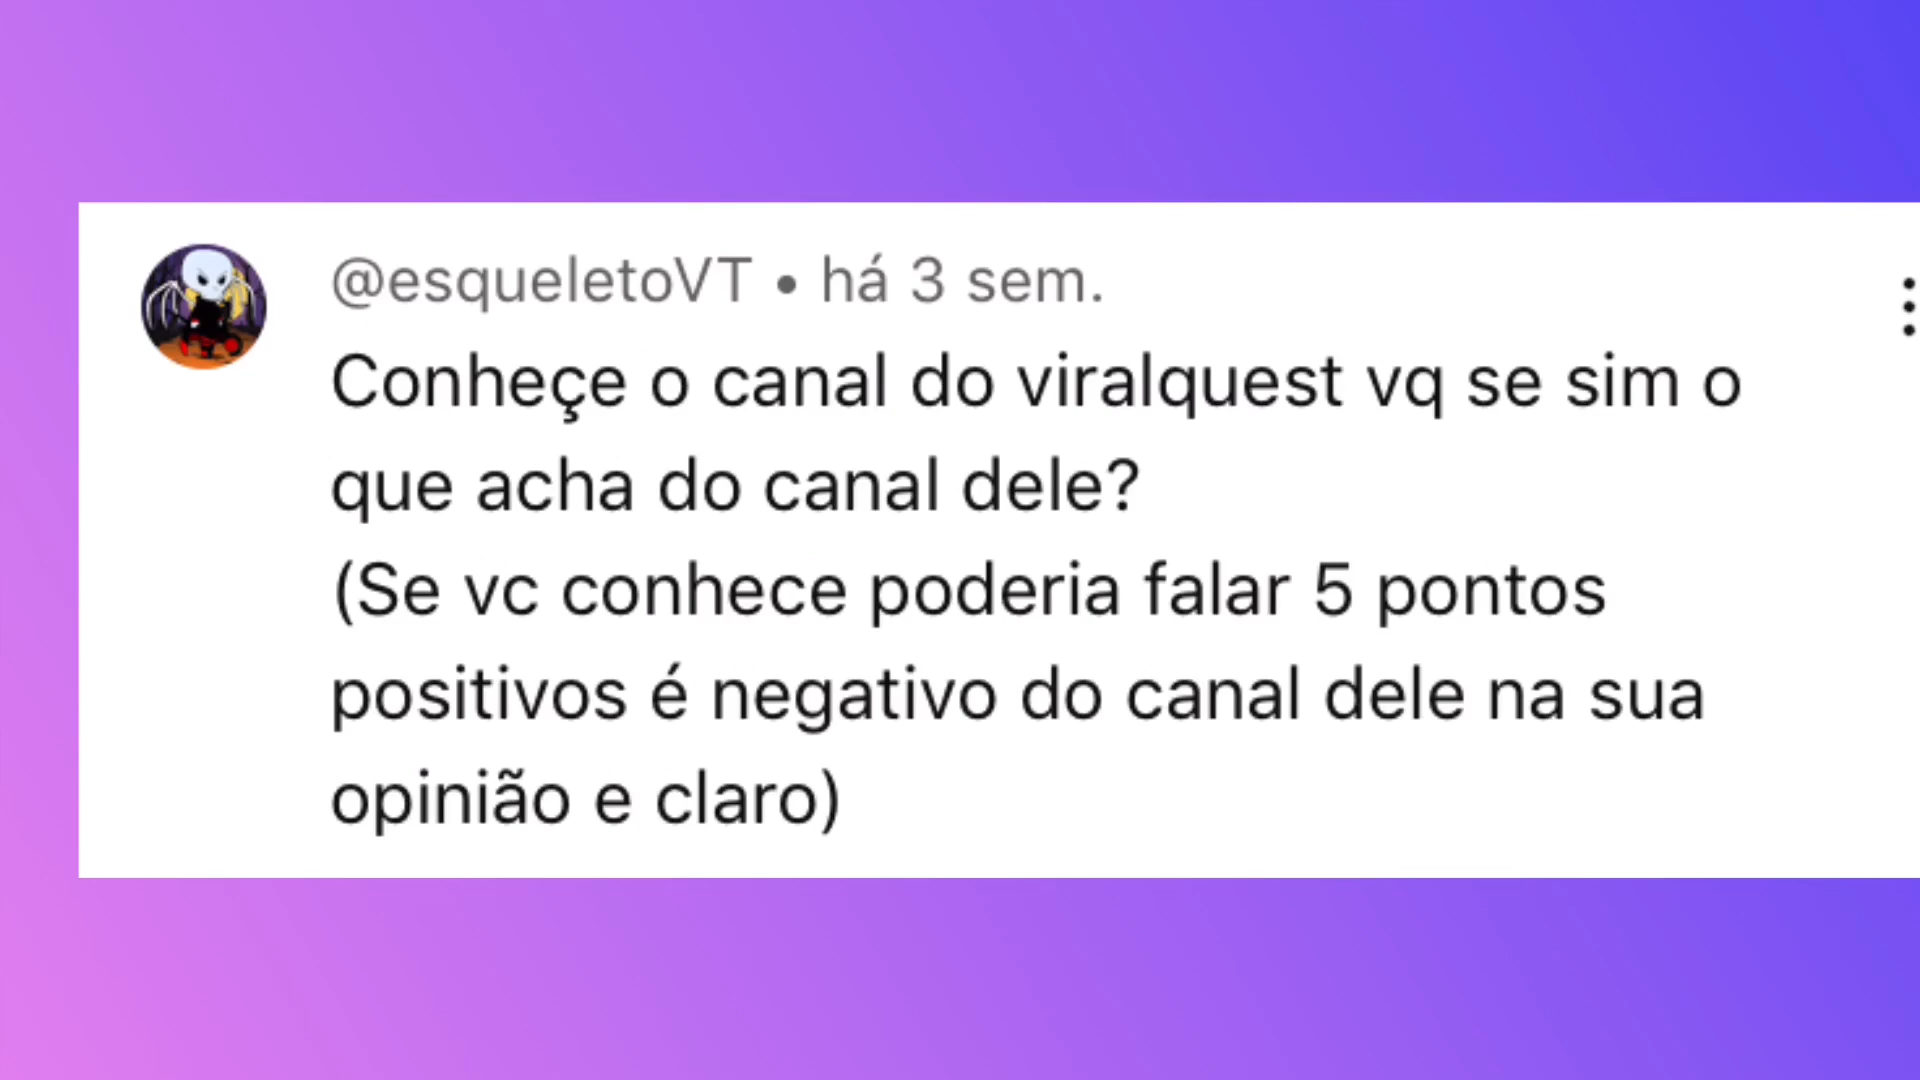 @esqueletoVT • há 3 sem.
Conheçe o canal do viralquest vq se sim o
que acha do canal dele?
(Se vc conhece poderia falar 5 pontos
positivos é negativo do canal dele na sua
opinião e claro)